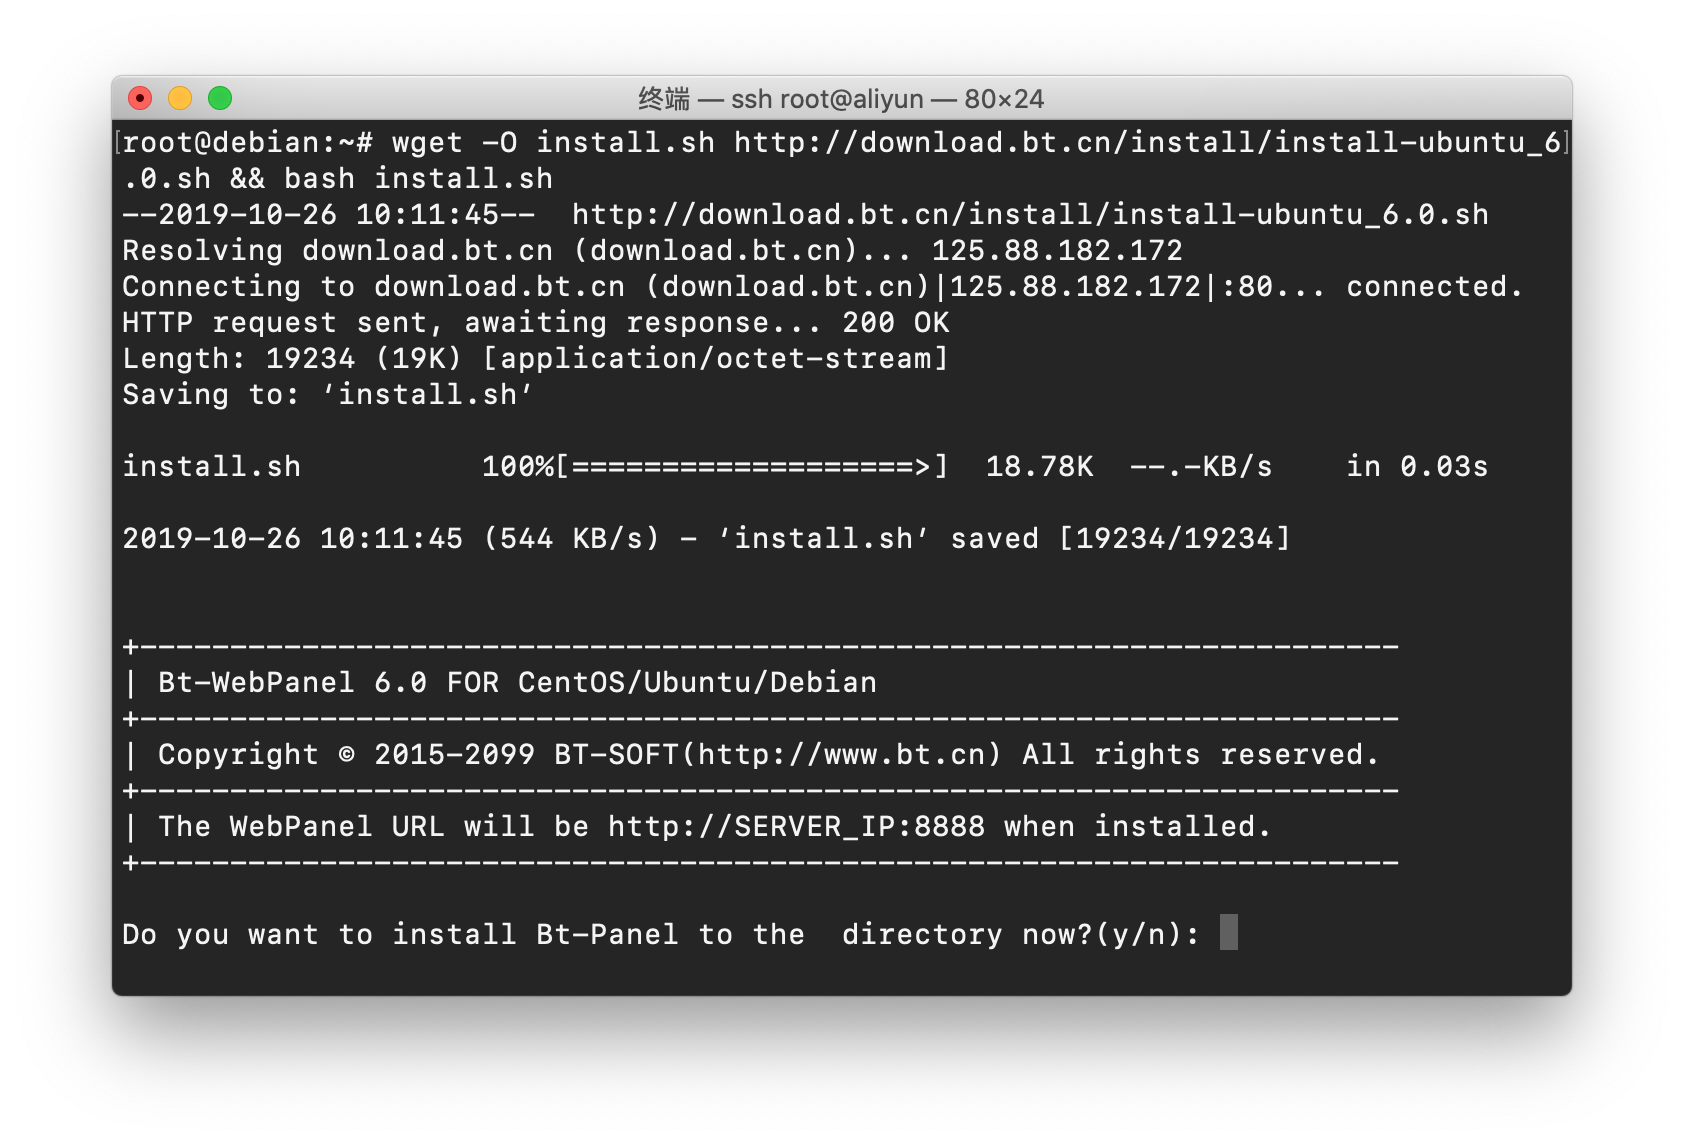 终端 — ssh root@aliyun — 80×24
[root@debian:~# wget -O install.sh http://download.bt.cn/install/install-ubuntu_6]
.0.sh && bash install.sh
--2019-10-26 10:11:45--  http://download.bt.cn/install/install-ubuntu_6.0.sh
Resolving download.bt.cn (download.bt.cn)... 125.88.182.172
Connecting to download.bt.cn (download.bt.cn)|125.88.182.172|:80... connected.
HTTP request sent, awaiting response... 200 OK
Length: 19234 (19K) [application/octet-stream]
Saving to: ‘install.sh’
install.sh          100%[===================>]  18.78K  --.-KB/s    in 0.03s
2019-10-26 10:11:45 (544 KB/s) - ‘install.sh’ saved [19234/19234]
+----------------------------------------------------------------------
| Bt-WebPanel 6.0 FOR CentOS/Ubuntu/Debian
+----------------------------------------------------------------------
| Copyright © 2015-2099 BT-SOFT(http://www.bt.cn) All rights reserved.
+----------------------------------------------------------------------
| The WebPanel URL will be http://SERVER_IP:8888 when installed.
+----------------------------------------------------------------------
Do you want to install Bt-Panel to the  directory now?(y/n):